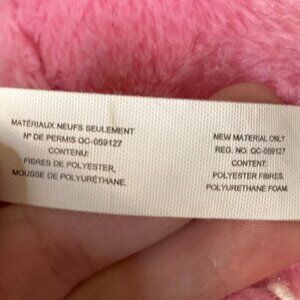 MATÉRIAUX NEUFS SEULEMENT
Nº DE PERMIS QC-059127
CONTENU:
FIBRES DE POLYESTER,
MOUSSE DE POLYURÉTHANE.
NEW MATERIAL ONLY
REG. NO. QC-059127
CONTENT:
POLYESTER FIBRES,
POLYURETHANE FOAM.